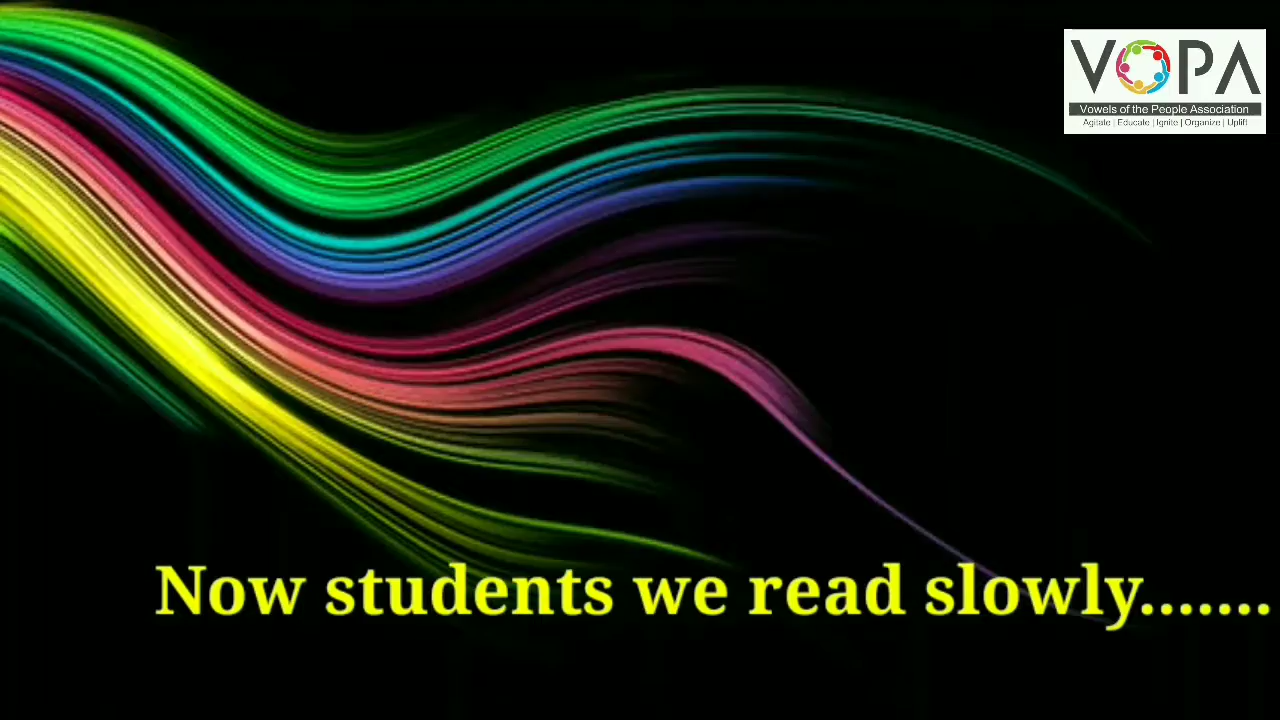 VOPA
Vowels of the People Association
Agitate | Educate | Ignite | Organize | Uplift
Now students we read slowly.......